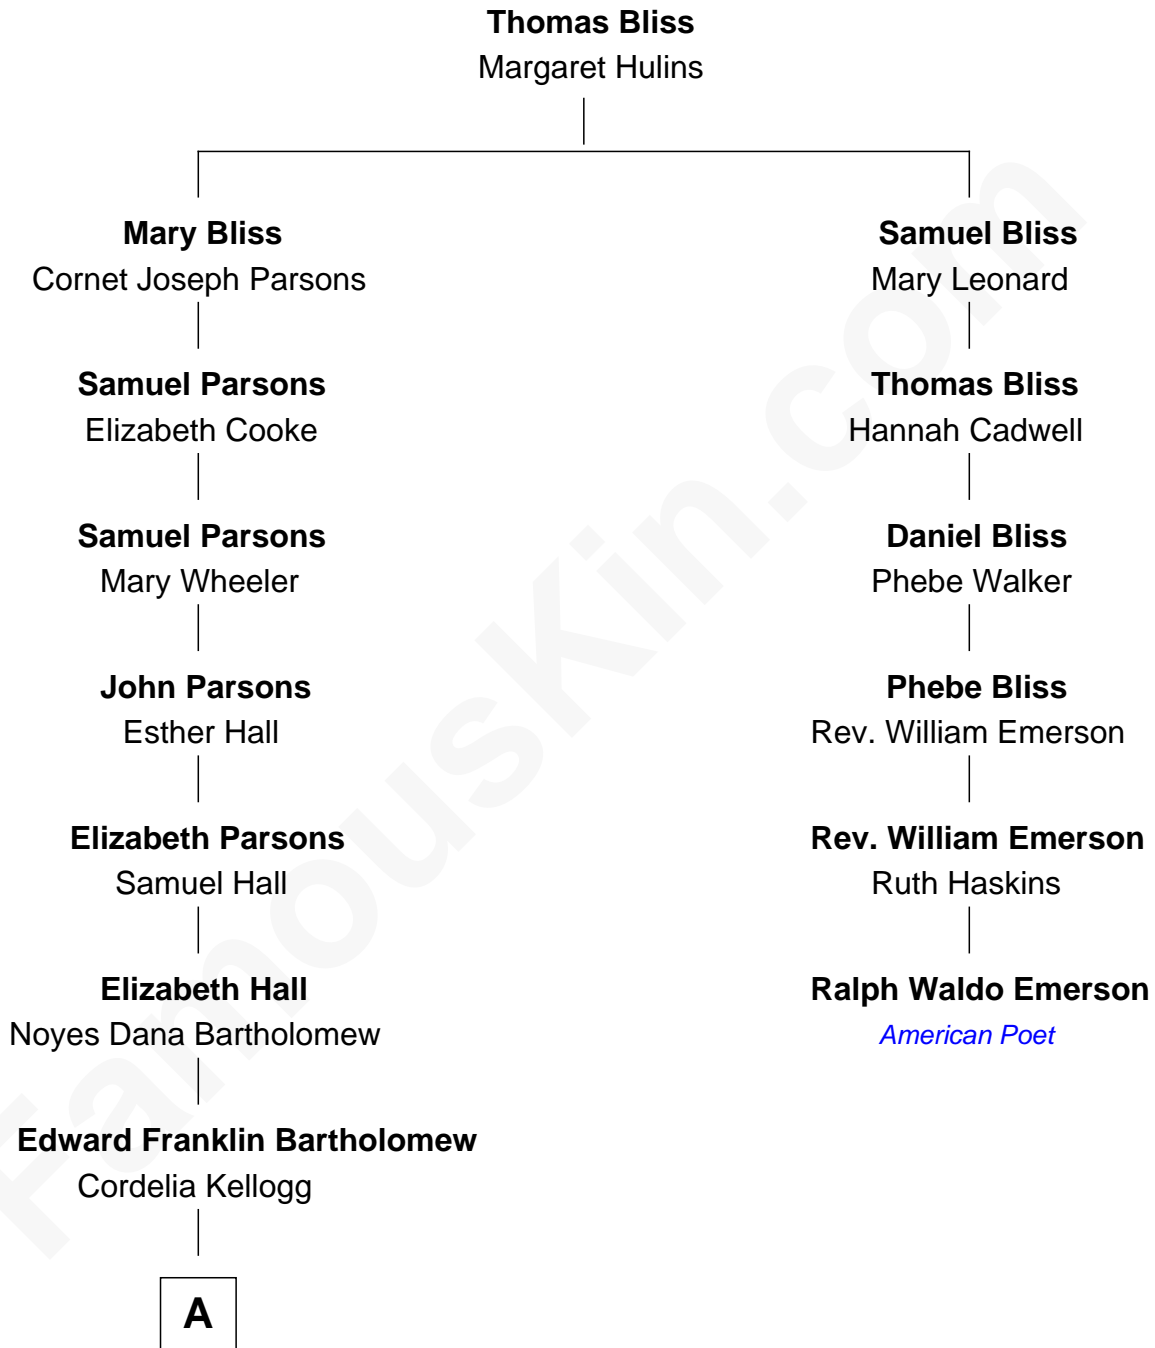 Thomas Bliss
Margaret Hulins
Mary Bliss
Cornet Joseph Parsons
Samuel Bliss
Mary Leonard
Samuel Parsons
Elizabeth Cooke
Thomas Bliss
Hannah Cadwell
Samuel Parsons
Mary Wheeler
Daniel Bliss
Phebe Walker
John Parsons
Esther Hall
Phebe Bliss
Rev. William Emerson
Elizabeth Parsons
Samuel Hall
Rev. William Emerson
Ruth Haskins
Elizabeth Hall
Noyes Dana Bartholomew
Ralph Waldo Emerson
American Poet
Edward Franklin Bartholomew
Cordelia Kellogg
A
FamousKin.com